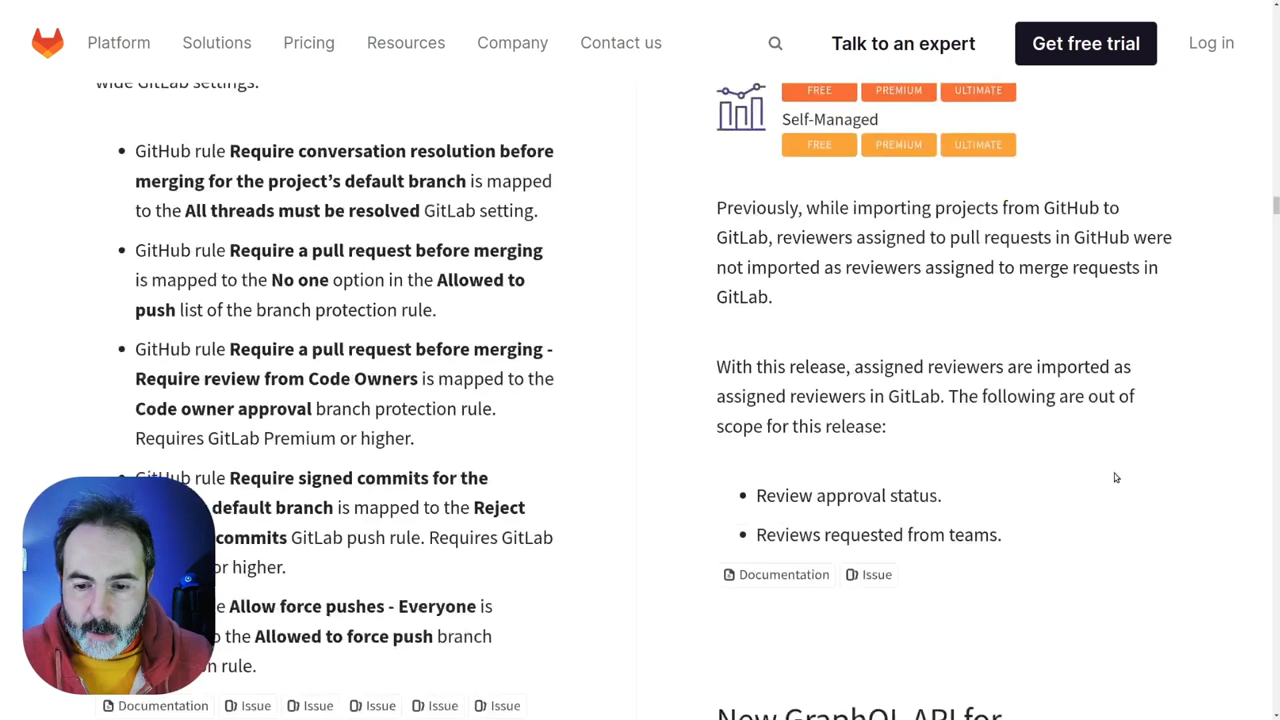 Platform
Solutions
Pricing
Resources
Company
Contact us
Talk to an expert
Get free trial
Log in
wide GitLab settings.
GitHub rule Require conversation resolution before
merging for the project's default branch is mapped
to the All threads must be resolved GitLab setting.
GitHub rule Require a pull request before merging
is mapped to the No one option in the Allowed to
push list of the branch protection rule.
GitHub rule Require a pull request before merging -
Require review from Code Owners is mapped to the
Code owner approval branch protection rule.
Requires GitLab Premium or higher.
GitHub rule Require signed commits for the
default branch is mapped to the Reject
commits GitLab push rule. Requires GitLab
or higher.
Allow force pushes - Everyone is
the Allowed to force push branch
rule.
Documentation
Issue
Issue
Issue
Issue
Issue
FREE
PREMIUM
ULTIMATE
Self-Managed
FREE
PREMIUM
ULTIMATE
Previously, while importing projects from GitHub to
GitLab, reviewers assigned to pull requests in GitHub were
not imported as reviewers assigned to merge requests in
GitLab.
With this release, assigned reviewers are imported as
assigned reviewers in GitLab. The following are out of
scope for this release:
Review approval status.
Reviews requested from teams.
Documentation
Issue
New GraphQL API for